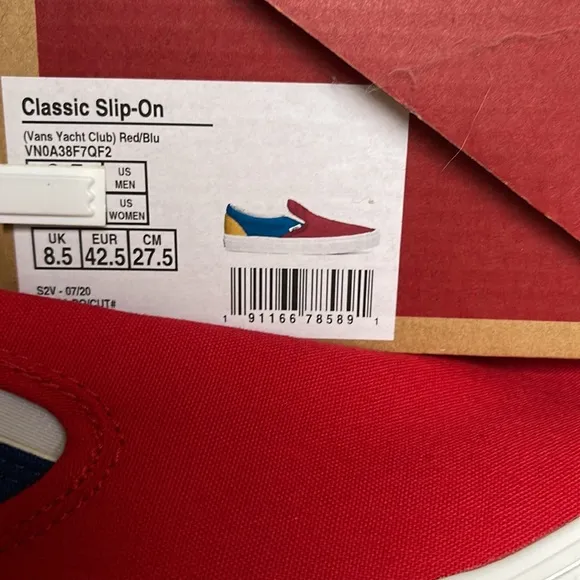 Classic Slip-On
(Vans Yacht Club) Red/Blu
VN0A38F7QF2
US
MEN
US
WOMEN
UK EUR CM
8.5 42.5 27.5
S2V - 07/20
1 91166 78589 1